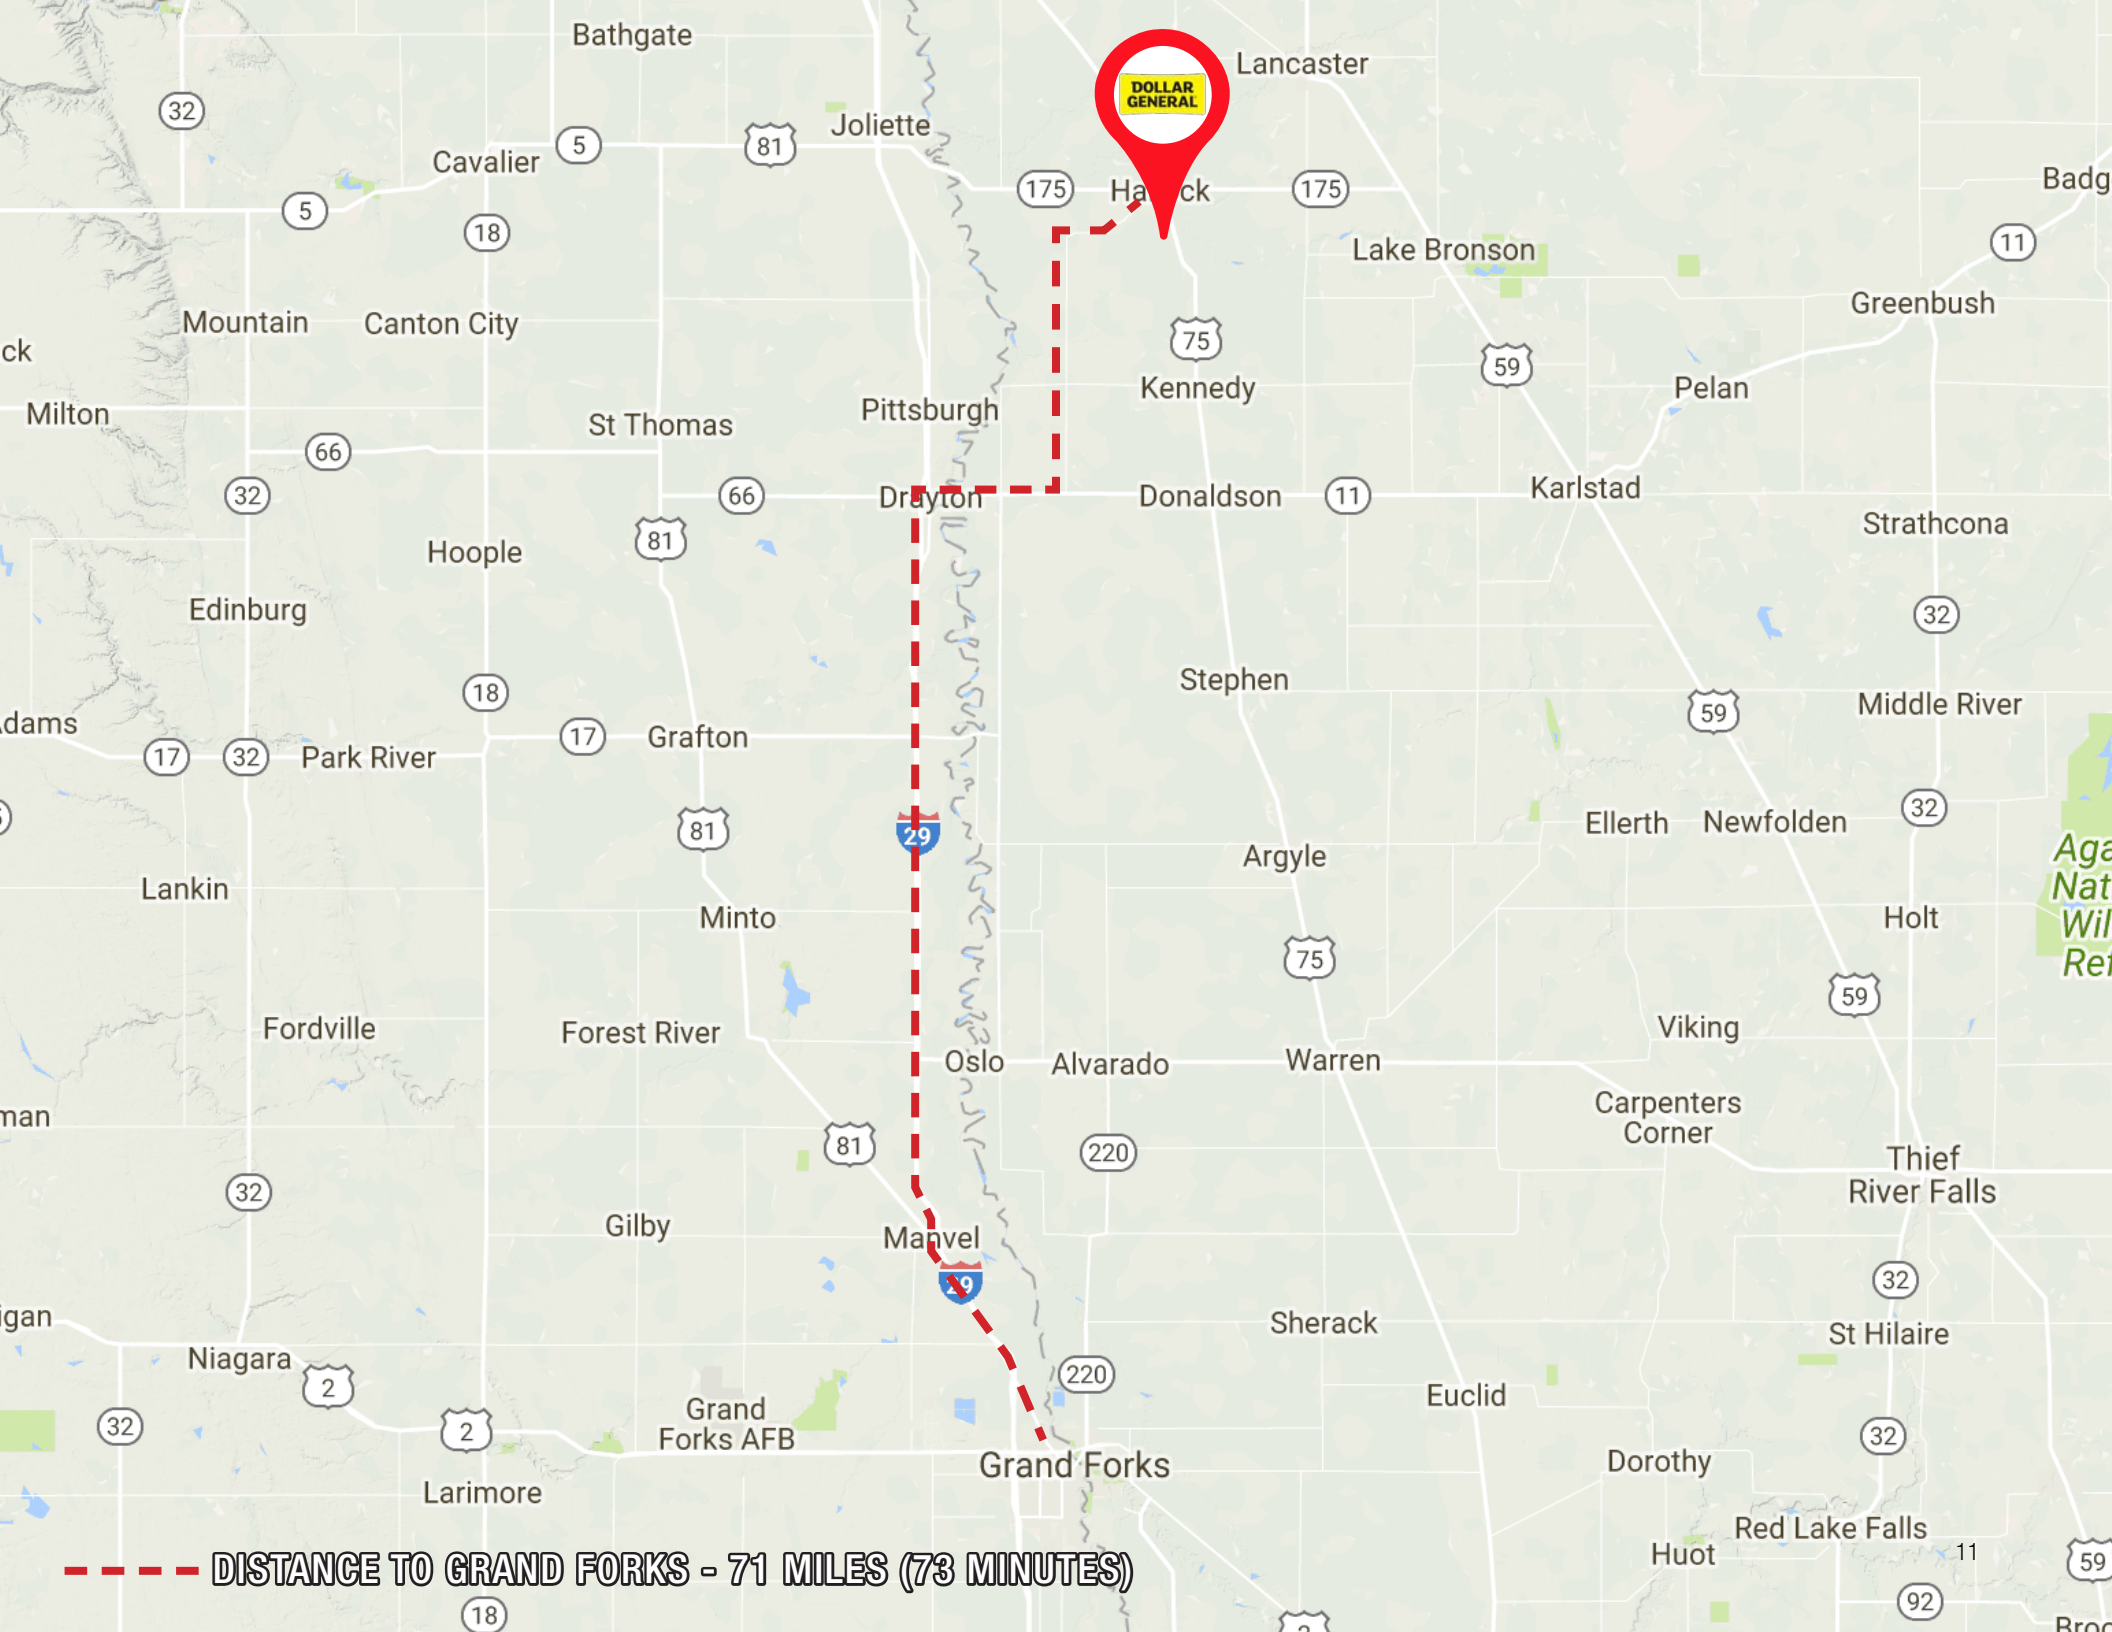 Bathgate
Lancaster
DOLLAR
GENERAL
32
Joliette
5
81
Cavalier
175
175
Badg
5
18
11
Lake Bronson
Mountain
Canton City
Greenbush
75
ck
59
Kennedy
Pelan
Milton
Pittsburgh
St Thomas
66
32
66
Drayton
Donaldson
11
Karlstad
81
Strathcona
Hoople
Edinburg
32
18
Stephen
59
Middle River
dams
17
32
Park River
17
Grafton
81
29
32
Ellerth
Newfolden
Argyle
Aga
Nat
Wil
Ref
Lankin
Minto
Holt
75
59
Fordville
Forest River
Viking
Oslo
Alvarado
Warren
man
Carpenters
Corner
81
220
Thief
River Falls
32
Gilby
Manvel
29
32
igan
Sherack
St Hilaire
Niagara
2
220
Grand
Forks AFB
Euclid
32
2
32
Grand Forks
Dorothy
Larimore
Red Lake Falls
11
Huot
59
DISTANCE TO GRAND FORKS - 71 MILES (73 MINUTES)
18
92
Broo